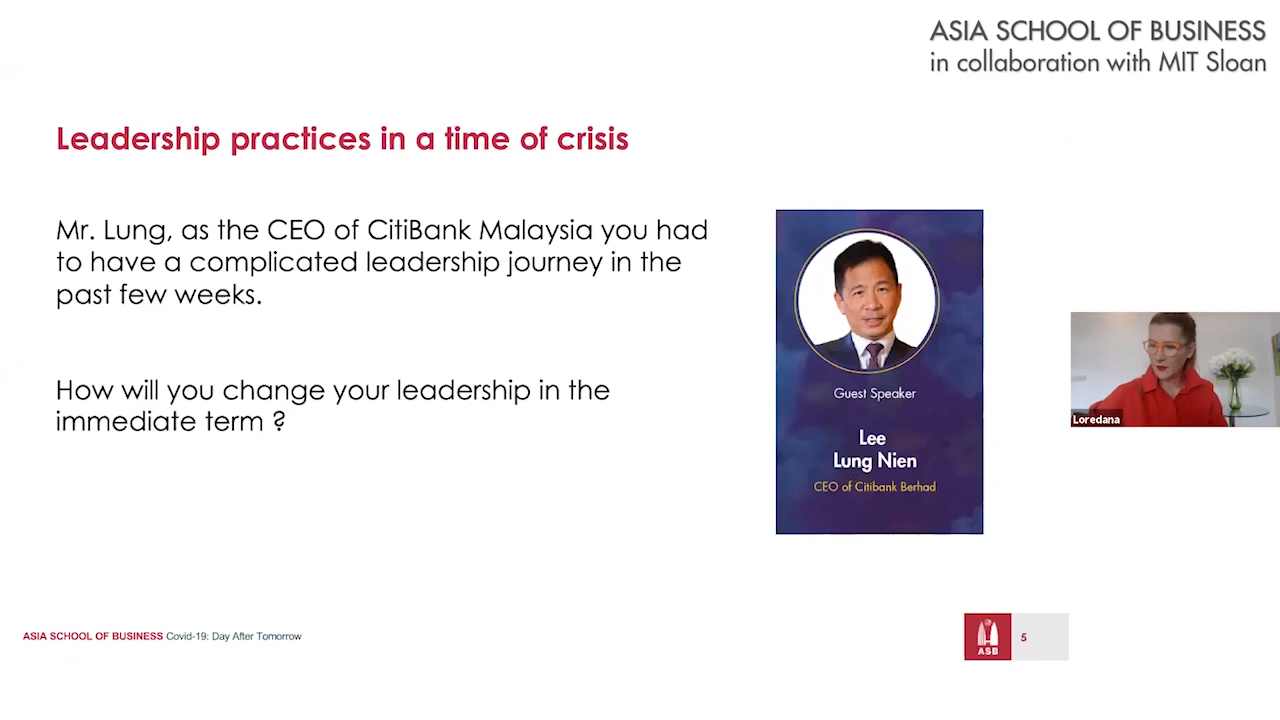 ASIA SCHOOL OF BUSINESS
in collaboration with MIT Sloan
Leadership practices in a time of crisis
Mr. Lung, as the CEO of CitiBank Malaysia you had
to have a complicated leadership journey in the
past few weeks.
How will you change your leadership in the
immediate term ?
Guest Speaker
Lee
Lung Nien
CEO of Citibank Berhad
Loredana
ASIA SCHOOL OF BUSINESS Covid-19: Day After Tomorrow
ASB
5